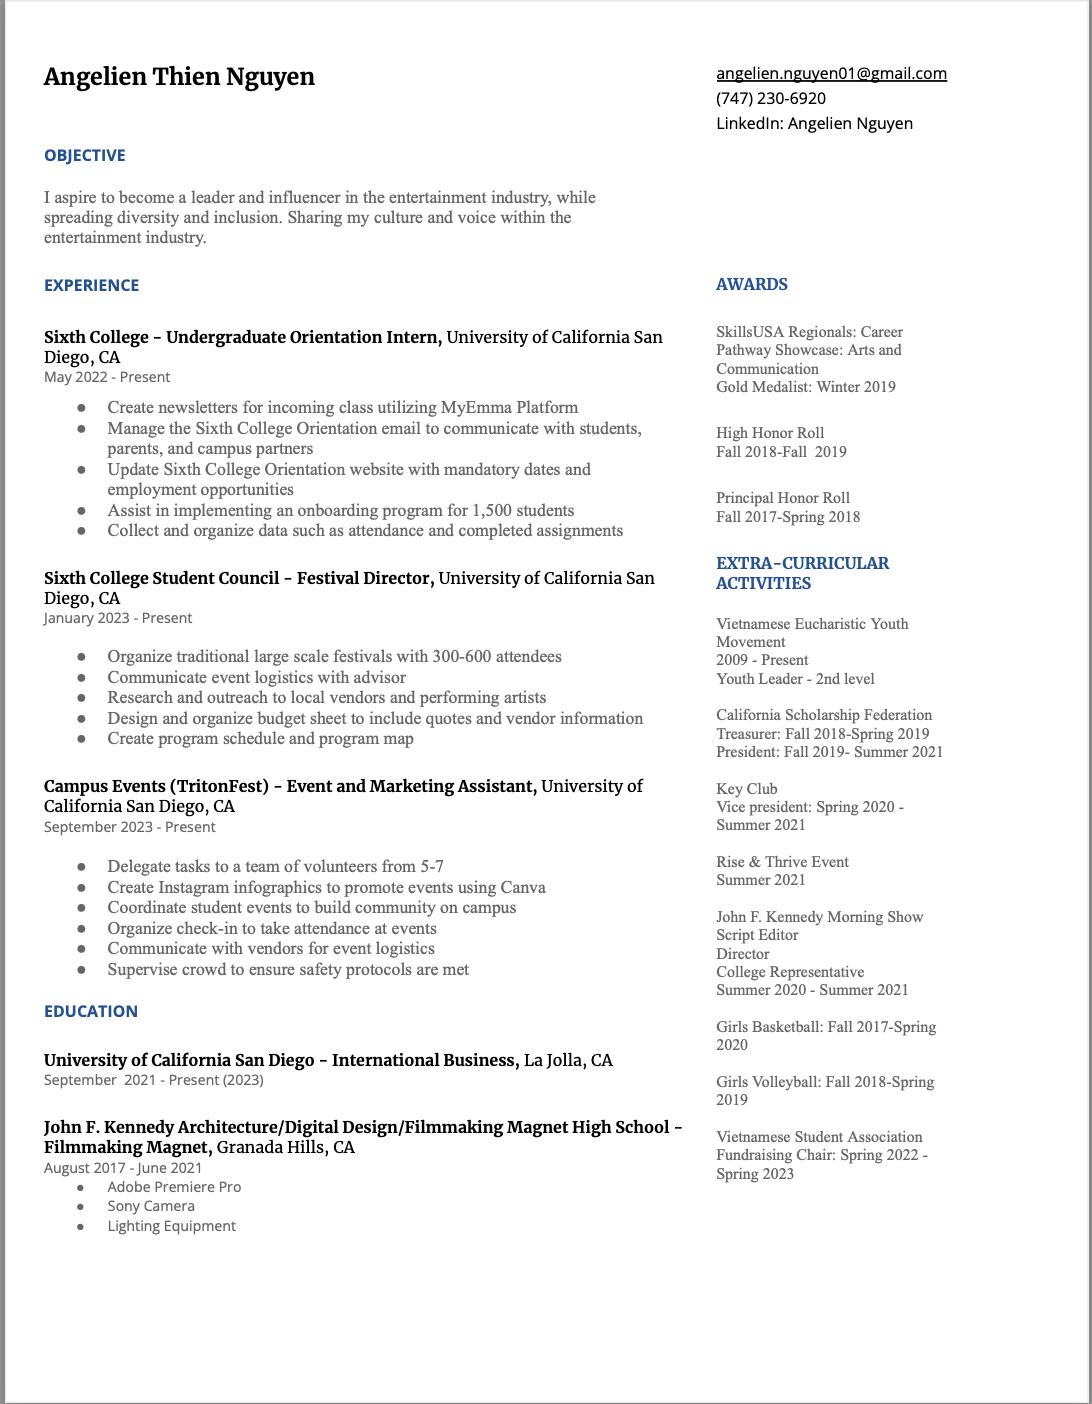 Angelien Thien Nguyen
angelien.nguyen01@gmail.com
(747) 230-6920
LinkedIn: Angelien Nguyen
OBJECTIVE
I aspire to become a leader and influencer in the entertainment industry, while
spreading diversity and inclusion. Sharing my culture and voice within the
entertainment industry.
EXPERIENCE
Sixth College - Undergraduate Orientation Intern, University of California San
Diego, CA
May 2022 - Present
● Create newsletters for incoming class utilizing MyEmma Platform
● Manage the Sixth College Orientation email to communicate with students,
parents, and campus partners
● Update Sixth College Orientation website with mandatory dates and
employment opportunities
● Assist in implementing an onboarding program for 1,500 students
● Collect and organize data such as attendance and completed assignments
Sixth College Student Council - Festival Director, University of California San
Diego, CA
January 2023 - Present
● Organize traditional large scale festivals with 300-600 attendees
● Communicate event logistics with advisor
● Research and outreach to local vendors and performing artists
● Design and organize budget sheet to include quotes and vendor information
● Create program schedule and program map
Campus Events (TritonFest) - Event and Marketing Assistant, University of
California San Diego, CA
September 2023 - Present
● Delegate tasks to a team of volunteers from 5-7
● Create Instagram infographics to promote events using Canva
● Coordinate student events to build community on campus
● Organize check-in to take attendance at events
● Communicate with vendors for event logistics
● Supervise crowd to ensure safety protocols are met
EDUCATION
University of California San Diego - International Business, La Jolla, CA
September  2021 - Present (2023)
John F. Kennedy Architecture/Digital Design/Filmmaking Magnet High School -
Filmmaking Magnet, Granada Hills, CA
August 2017 - June 2021
● Adobe Premiere Pro
● Sony Camera
● Lighting Equipment
AWARDS
SkillsUSA Regionals: Career
Pathway Showcase: Arts and
Communication
Gold Medalist: Winter 2019
High Honor Roll
Fall 2018-Fall  2019
Principal Honor Roll
Fall 2017-Spring 2018
EXTRA-CURRICULAR
ACTIVITIES
Vietnamese Eucharistic Youth
Movement
2009 - Present
Youth Leader - 2nd level
California Scholarship Federation
Treasurer: Fall 2018-Spring 2019
President: Fall 2019- Summer 2021
Key Club
Vice president: Spring 2020 -
Summer 2021
Rise & Thrive Event
Summer 2021
John F. Kennedy Morning Show
Script Editor
Director
College Representative
Summer 2020 - Summer 2021
Girls Basketball: Fall 2017-Spring
2020
Girls Volleyball: Fall 2018-Spring
2019
Vietnamese Student Association
Fundraising Chair: Spring 2022 -
Spring 2023